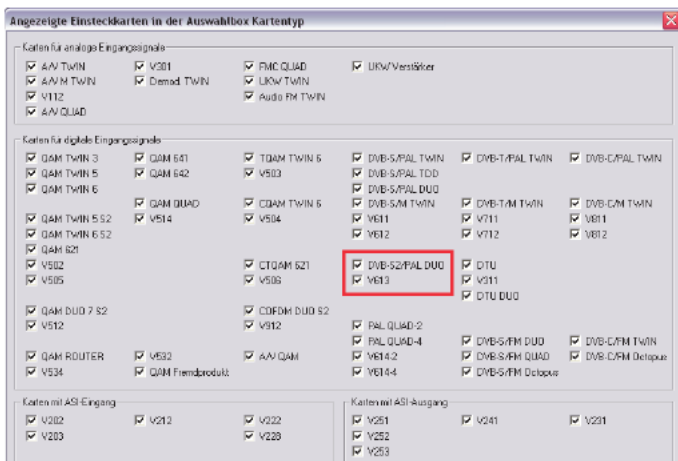 Angezeigte Einsteckkarten in der Auswahlbox Kartentyp
Karten für analoge Eingangssignale
A/V TWIN V301 FMC QUAD UKW Verstärker
A/V M TWIN Demod. TWIN UKW TWIN
V112 Audio FM TWIN
A/V QUAD
Karten für digitale Eingangssignale
QAM TWIN 3 QAM 641 TQAM TWIN 6 DVB-S/PAL TWIN DVB-T/PAL TWIN DVB-C/PAL TWIN
QAM TWIN 5 QAM 642 V503 DVB-S/PAL TDD
QAM TWIN 6 DVB-S/PAL DUO
QAM QUAD CQAM TWIN 6 DVB-S/M TWIN DVB-T/M TWIN DVB-C/M TWIN
QAM TWIN 5 S2 V514 V504 V611 V711 V811
QAM TWIN 6 S2 V612 V712 V812
QAM 621
V502 CTQAM 621 DVB-S2/PAL DUO DTU
V505 V506 V613 V311
DTU DUO
QAM DUO 7 S2 COFDM DUO S2
V512 V312 PAL QUAD-2
PAL QUAD-4 DVB-S/FM DUO DVB-C/FM TWIN
QAM ROUTER V532 A/V QAM V614-2 DVB-S/FM QUAD DVB-C/FM Octopus
V534 QAM Fremdprodukt V614-4 DVB-S/FM Octopus
Karten mit ASI-Eingang
V202 V212 V222
V203 V228
Karten mit ASI-Ausgang
V251 V241 V231
V252
V253